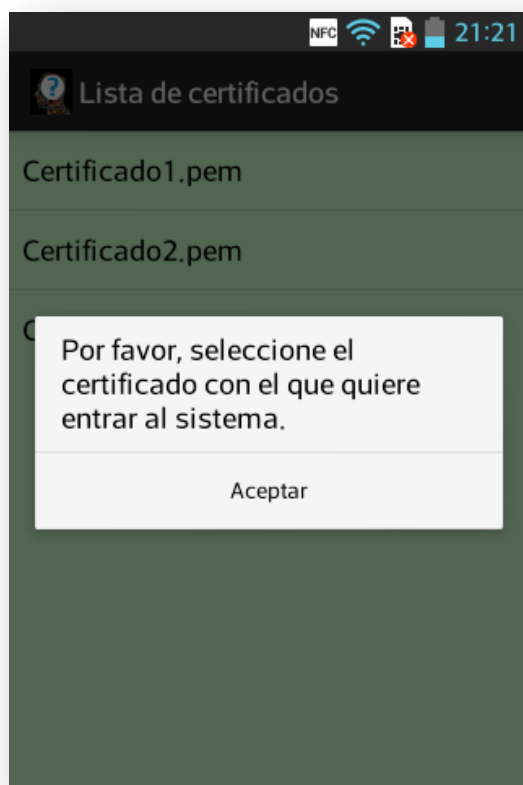 NFC 21:21
Lista de certificados
Certificado1.pem
Certificado2.pem
Por favor, seleccione el
certificado con el que quiere
entrar al sistema.
Aceptar